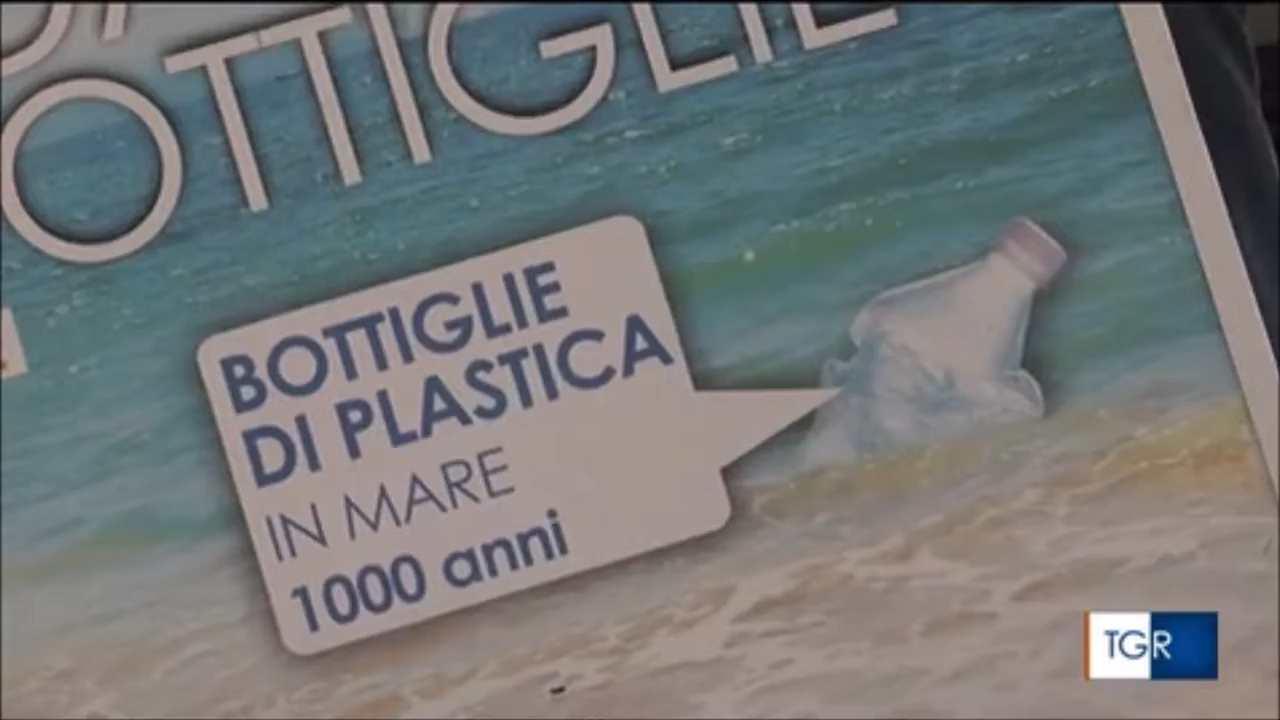 OTTIGLIE
BOTTIGLIE
DI PLASTICA
IN MARE
1000 anni
TGR